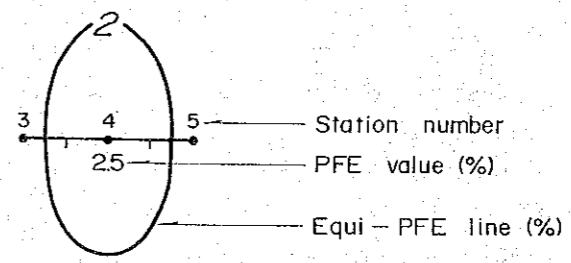 2
3 4 5 Station number
2.5 PFE value (%)
Equi - PFE line (%)